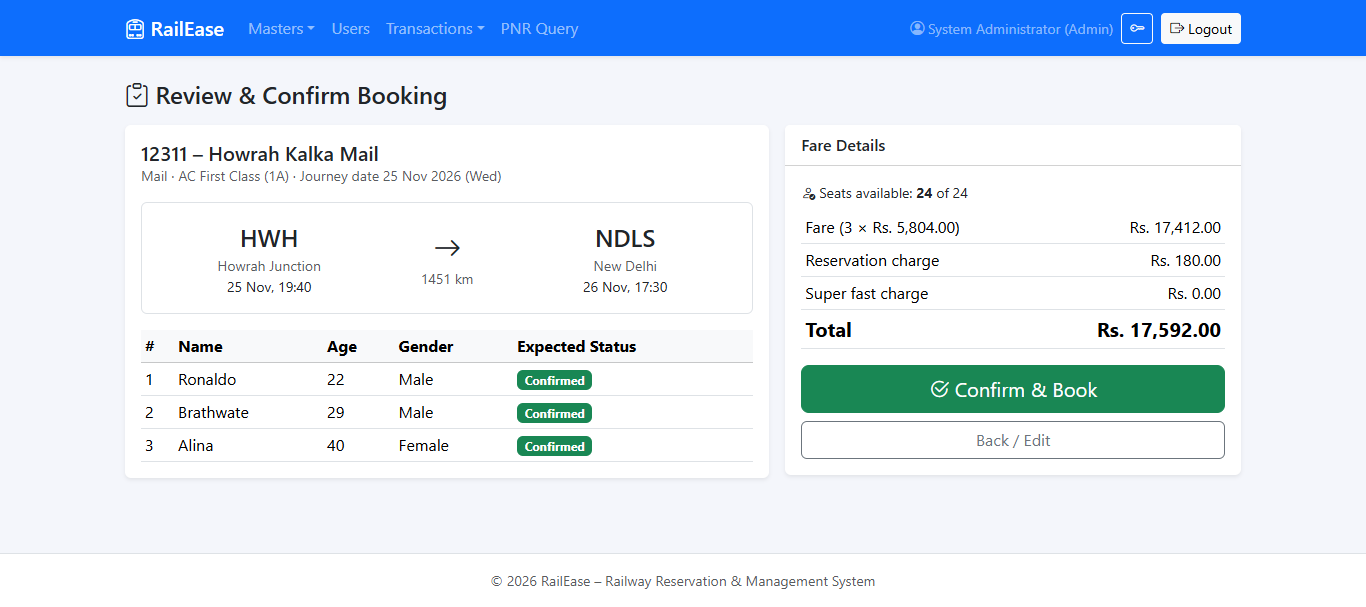 RailEase Masters Users Transactions PNR Query System Administrator (Admin) Logout
Review & Confirm Booking
12311 – Howrah Kalka Mail
Mail · AC First Class (1A) · Journey date 25 Nov 2026 (Wed)
HWH
Howrah Junction
25 Nov, 19:40
1451 km
NDLS
New Delhi
26 Nov, 17:30
# Name Age Gender Expected Status
1 Ronaldo 22 Male Confirmed
2 Brathwate 29 Male Confirmed
3 Alina 40 Female Confirmed
Fare Details
Seats available: 24 of 24
Fare (3 × Rs. 5,804.00) Rs. 17,412.00
Reservation charge Rs. 180.00
Super fast charge Rs. 0.00
Total Rs. 17,592.00
Confirm & Book
Back / Edit
© 2026 RailEase – Railway Reservation & Management System